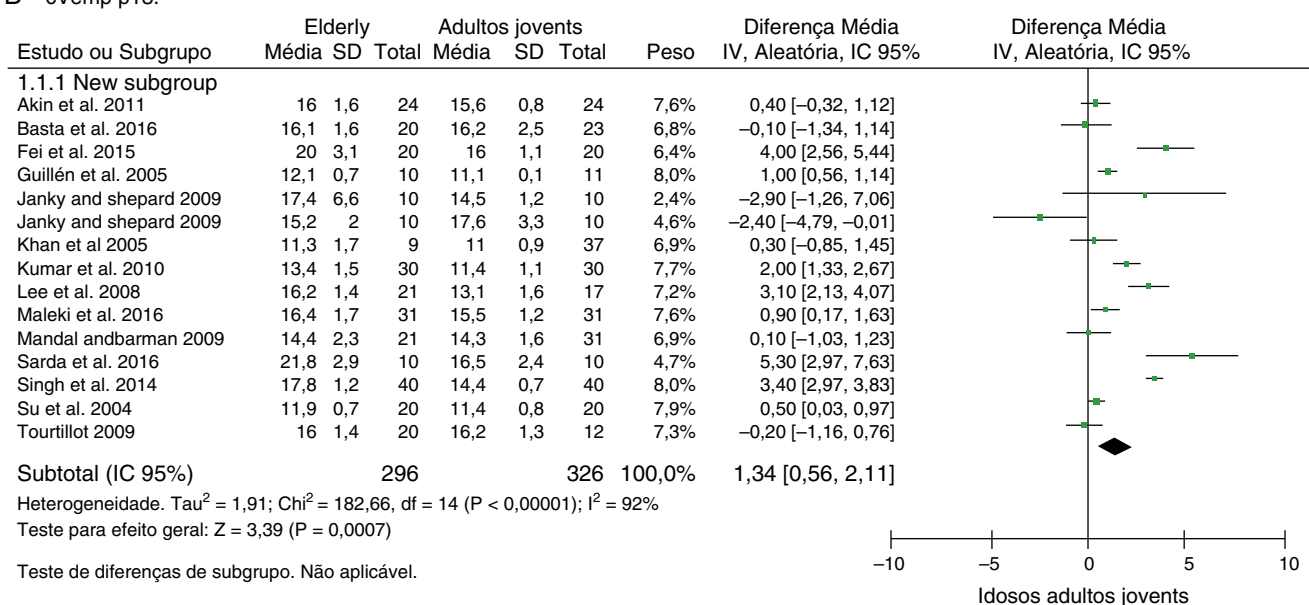 B cVemp p13.
Elderly Adultos jovents Diferença Média Diferença Média
Estudo ou Subgrupo Média SD Total Média SD Total Peso IV, Aleatória, IC 95% IV, Aleatória, IC 95%
1.1.1 New subgroup
Akin et al. 2011 16 1,6 24 15,6 0,8 24 7,6% 0,40 [–0,32, 1,12]
Basta et al. 2016 16,1 1,6 20 16,2 2,5 23 6,8% –0,10 [–1,34, 1,14]
Fei et al. 2015 20 3,1 20 16 1,1 20 6,4% 4,00 [2,56, 5,44]
Guillén et al. 2005 12,1 0,7 10 11,1 0,1 11 8,0% 1,00 [0,56, 1,14]
Janky and shepard 2009 17,4 6,6 10 14,5 1,2 10 2,4% –2,90 [–1,26, 7,06]
Janky and shepard 2009 15,2 2 10 17,6 3,3 10 4,6% –2,40 [–4,79, –0,01]
Khan et al 2005 11,3 1,7 9 11 0,9 37 6,9% 0,30 [–0,85, 1,45]
Kumar et al. 2010 13,4 1,5 30 11,4 1,1 30 7,7% 2,00 [1,33, 2,67]
Lee et al. 2008 16,2 1,4 21 13,1 1,6 17 7,2% 3,10 [2,13, 4,07]
Maleki et al. 2016 16,4 1,7 31 15,5 1,2 31 7,6% 0,90 [0,17, 1,63]
Mandal andbarman 2009 14,4 2,3 21 14,3 1,6 31 6,9% 0,10 [–1,03, 1,23]
Sarda et al. 2016 21,8 2,9 10 16,5 2,4 10 4,7% 5,30 [2,97, 7,63]
Singh et al. 2014 17,8 1,2 40 14,4 0,7 40 8,0% 3,40 [2,97, 3,83]
Su et al. 2004 11,9 0,7 20 11,4 0,8 20 7,9% 0,50 [0,03, 0,97]
Tourtillot 2009 16 1,4 20 16,2 1,3 12 7,3% –0,20 [–1,16, 0,76]
Subtotal (IC 95%) 296 326 100,0% 1,34 [0,56, 2,11]
Heterogeneidade. Tau² = 1,91; Chi² = 182,66, df = 14 (P < 0,00001); I² = 92%
Teste para efeito geral: Z = 3,39 (P = 0,0007)
Teste de diferenças de subgrupo. Não aplicável.
–10 –5 0 5 10
Idosos adultos jovents